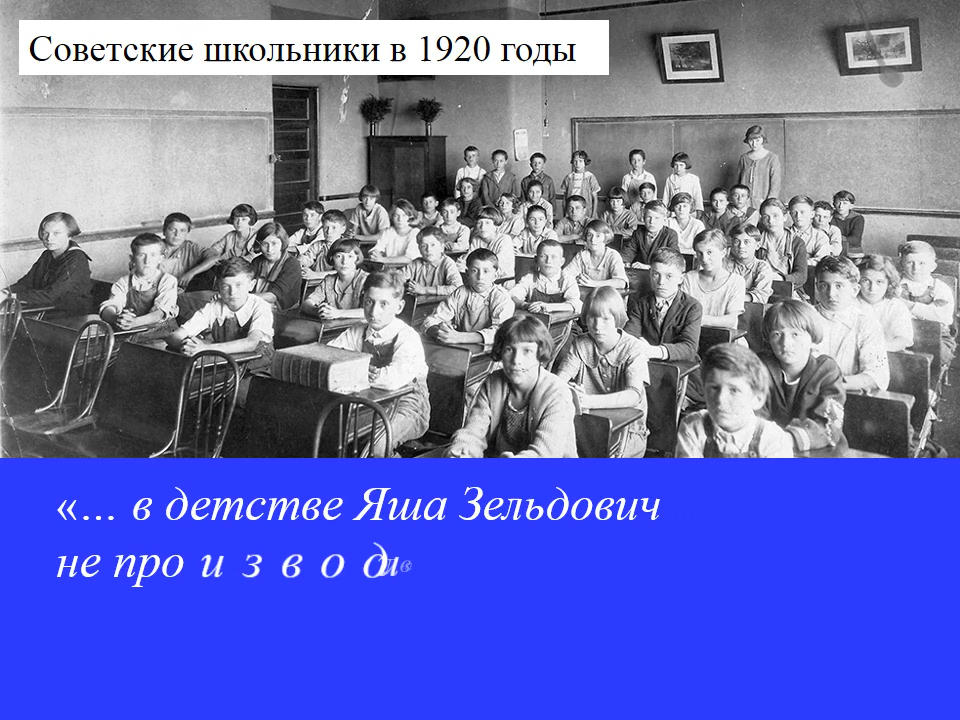 Советские школьники в 1920 годы
«… в детстве Яша Зельдович
не про и з в о д